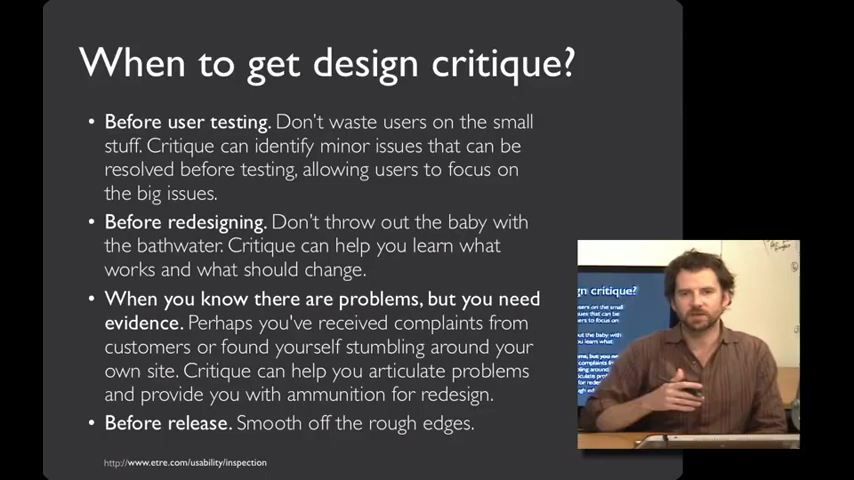 When to get design critique?
• Before user testing. Don't waste users on the small
stuff. Critique can identify minor issues that can be
resolved before testing, allowing users to focus on
the big issues.
• Before redesigning. Don't throw out the baby with
the bathwater. Critique can help you learn what
works and what should change.
• When you know there are problems, but you need
evidence. Perhaps you've received complaints from
customers or found yourself stumbling around your
own site. Critique can help you articulate problems
and provide you with ammunition for redesign.
• Before release. Smooth off the rough edges.
http://www.etre.com/usability/inspection
gn critique?